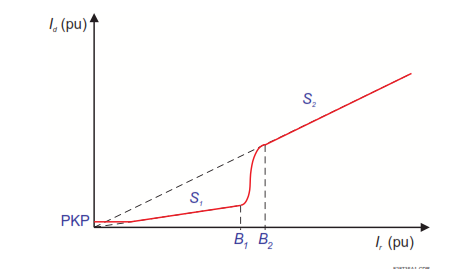 I_d (pu)
S_2
S_1
PKP
B_1 B_2
I_r (pu)